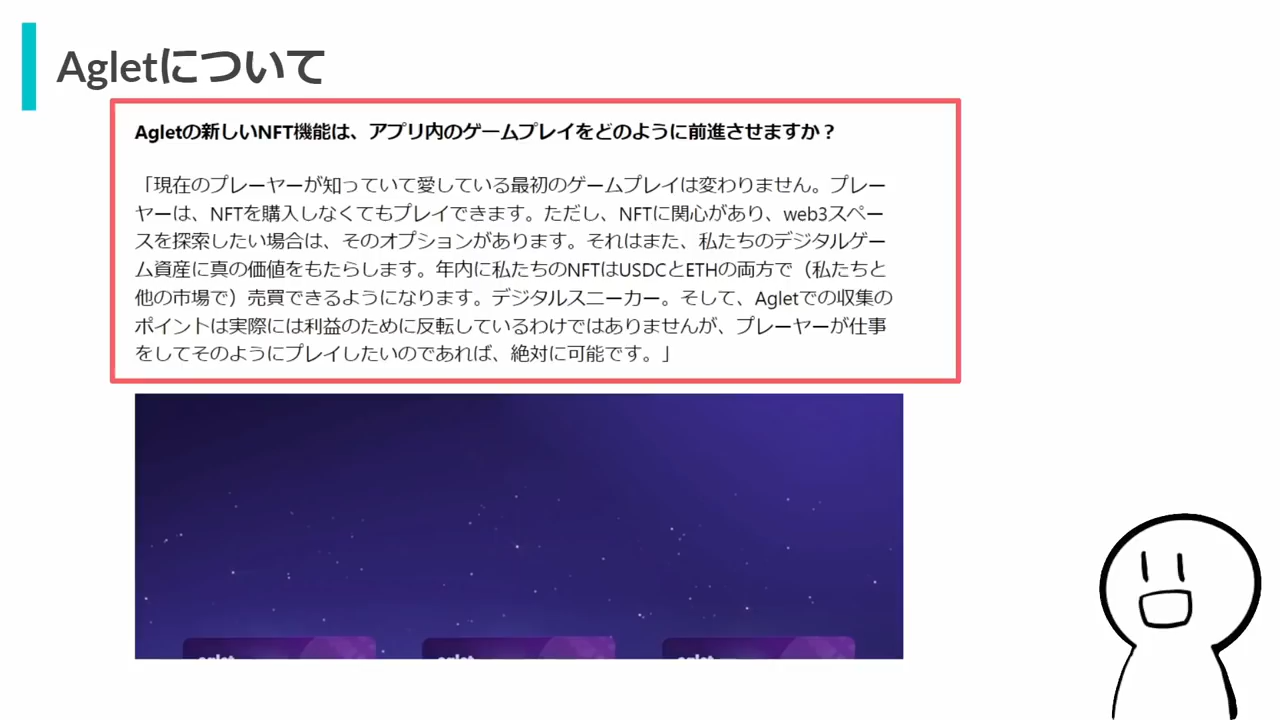 Agletについて
Agletの新しいNFT機能は、アプリ内のゲームプレイをどのように前進させますか？
「現在のプレーヤーが知っていて愛している最初のゲームプレイは変わりません。プレー
ヤーは、NFTを購入しなくてもプレイできます。ただし、NFTに関心があり、web3スペー
スを探索したい場合は、そのオプションがあります。それはまた、私たちのデジタルゲー
ム資産に真の価値をもたらします。年内に私たちのNFTはUSDCとETHの両方で（私たちと
他の市場で）売買できるようになります。デジタルスニーカー。そして、Agletでの収集の
ポイントは実際には利益のために反転しているわけではありませんが、プレーヤーが仕事
をしてそのようにプレイしたいのであれば、絶対に可能です。」
aglet aglet aglet